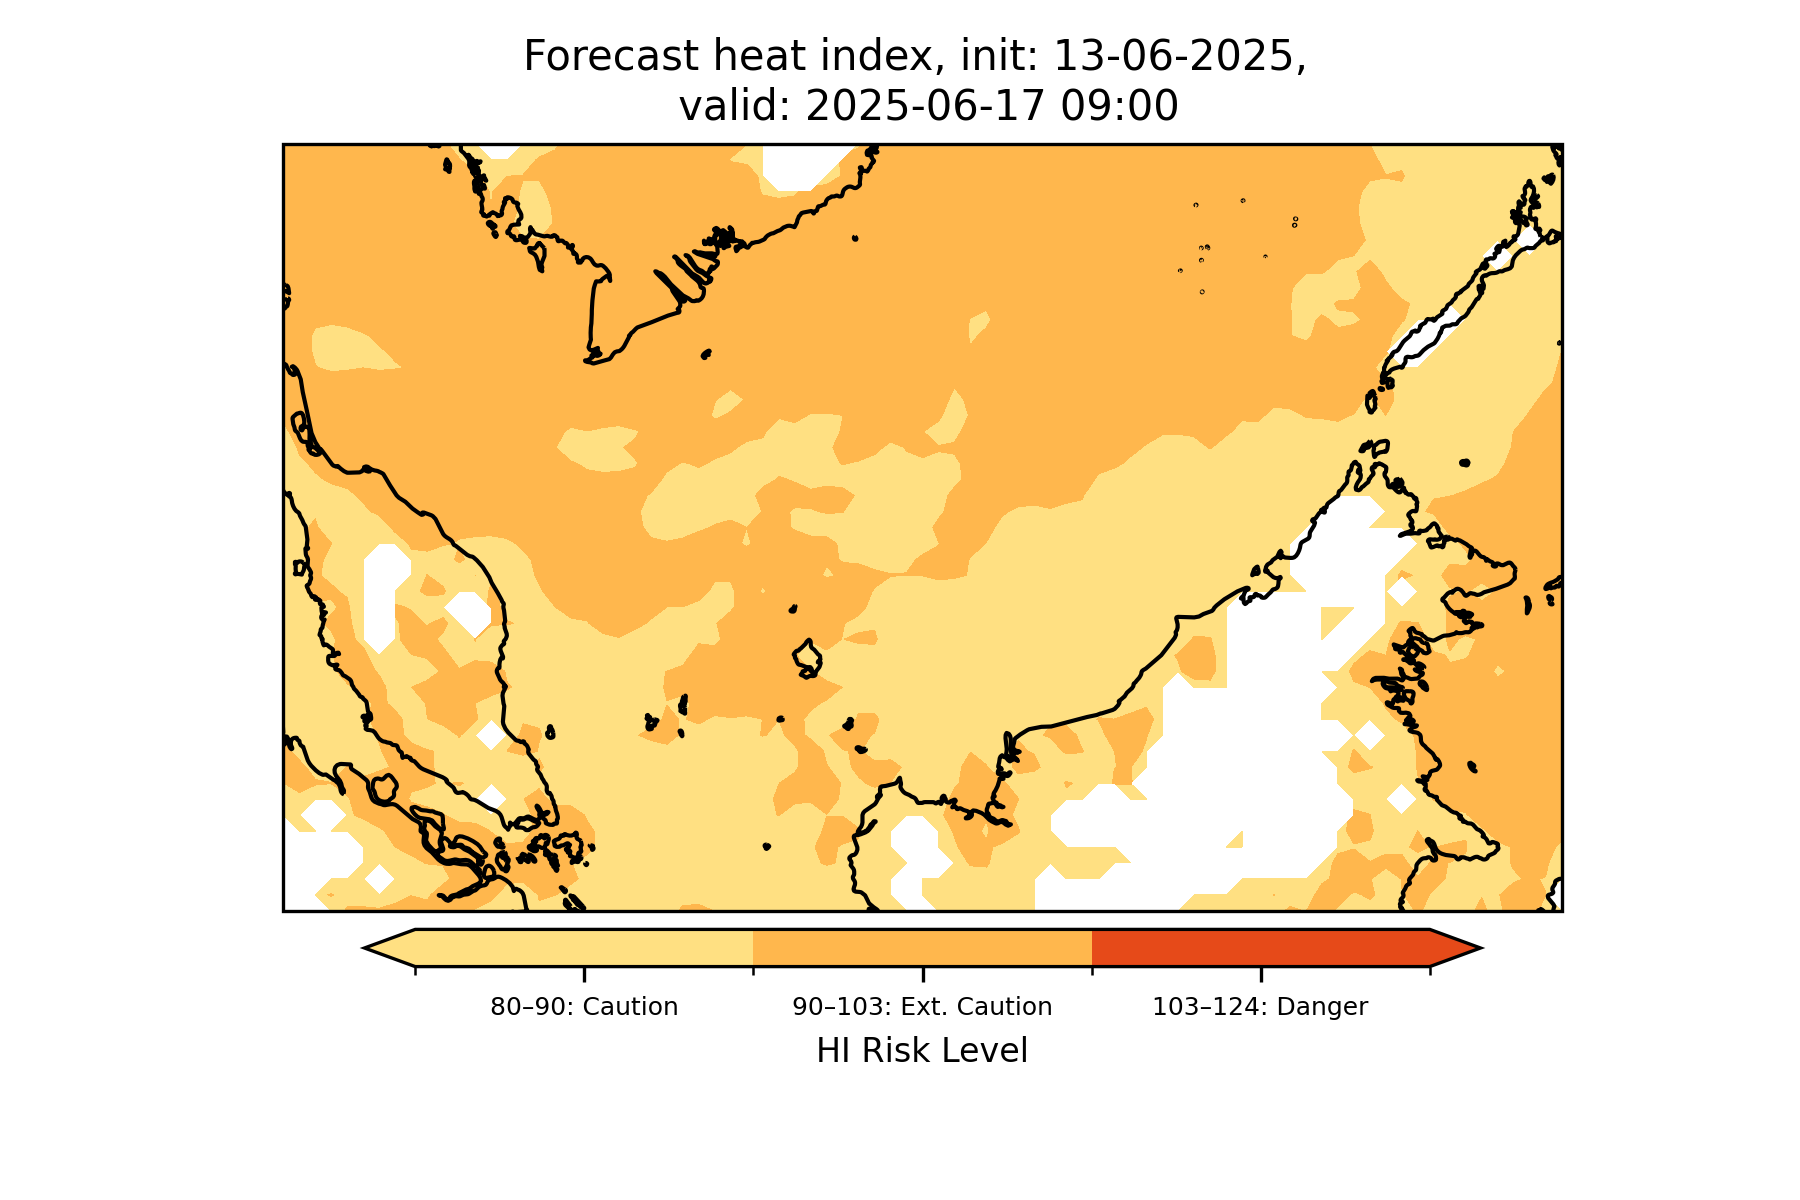 Forecast heat index, init: 13-06-2025,
valid: 2025-06-17 09:00
80–90: Caution
90–103: Ext. Caution
103–124: Danger
HI Risk Level